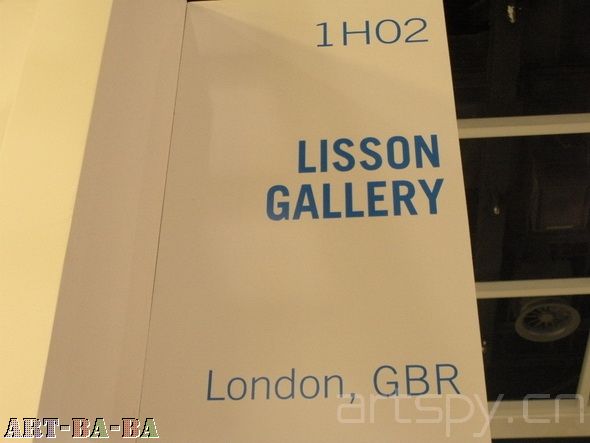 1H02
LISSON
GALLERY
London, GBR
artspy.cn
ART-BA-BA